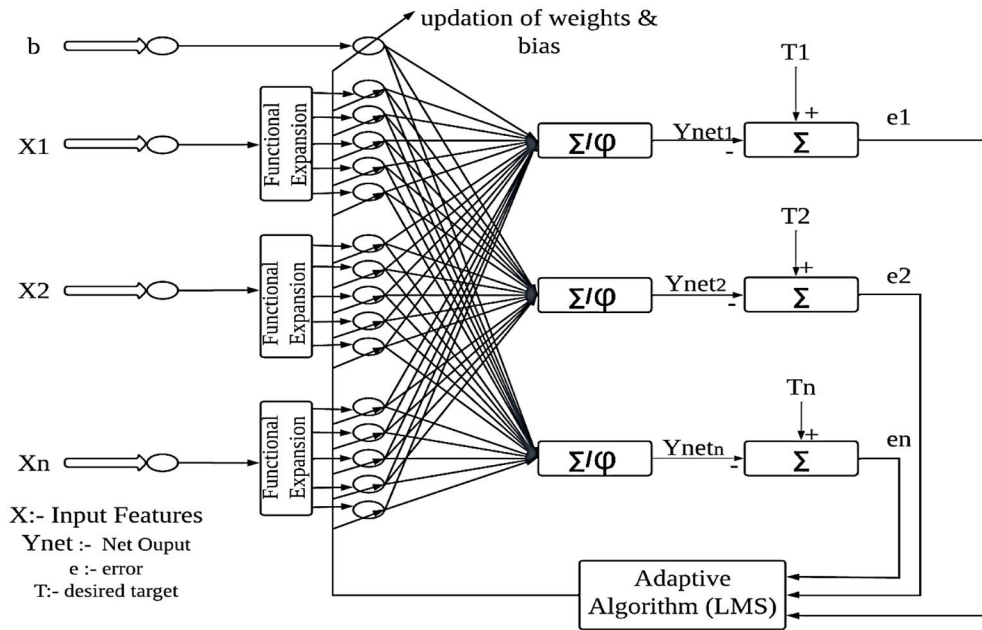 updation of weights &
bias
b
T1
+
e1
Functional
Expansion
X1
Σ/φ
Ynet1
-
Σ
T2
+
e2
Functional
Expansion
X2
Σ/φ
Ynet2
-
Σ
Tn
+
en
Functional
Expansion
Xn
Σ/φ
Ynetn
-
Σ
X:- Input Features
Ynet :- Net Ouput
e :- error
T:- desired target
Adaptive
Algorithm (LMS)